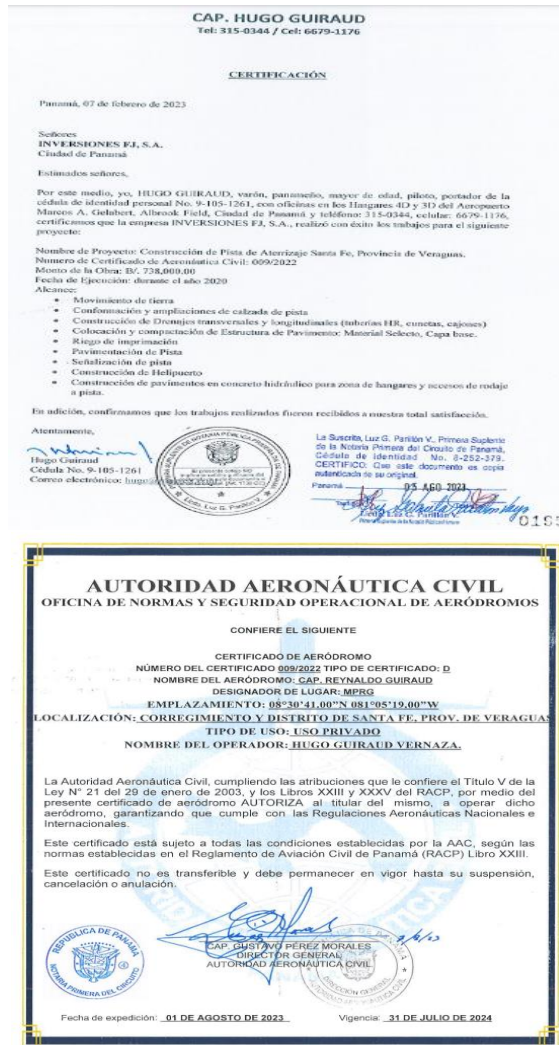 CAP. HUGO GUIRAUD
Tel: 315-0344 / Cel: 6679-1176
CERTIFICACIÓN
Panamá, 07 de febrero de 2023
Señores
INVERSIONES FJ, S.A.
Ciudad de Panamá
Estimados señores,
Por este medio, yo, HUGO GUIRAUD, varón, panameño, mayor de edad, piloto, portador de la
cédula de identidad personal No. 9-105-1261, con oficinas en los Hangares 4D y 3D del Aeropuerto
Marcos A. Gelabert, Albrook Field, Ciudad de Panamá y teléfono: 315-0344, celular: 6679-1176,
certificamos que la empresa INVERSIONES FJ, S.A., realizó con éxito los trabajos para el siguiente
proyecto:
Nombre de Proyecto: Construcción de Pista de Aterrizaje Santa Fe, Provincia de Veraguas.
Numero de Certificado de Aeronáutica Civil: 009/2022
Monto de la Obra: B/. 738,000.00
Fecha de Ejecución: durante el año 2020
Alcance:
• Movimiento de tierra
• Conformación y ampliaciones de calzada de pista
• Construcción de Drenajes transversales y longitudinales (tuberías HR, cunetas, cajones)
• Colocación y compactación de Estructura de Pavimento: Material Selecto, Capa base.
• Riego de imprimación
• Pavimentación de Pista
• Señalización de pista
• Construcción de Helipuerto
• Construcción de pavimentos en concreto hidráulico para zona de hangares y accesos de rodaje
a pista.
En adición, confirmamos que los trabajos realizados fueron recibidos a nuestra total satisfacción.
Atentamente,
Hugo Guiraud
Cédula No. 9-105-1261
Correo electrónico:
La Suscrita, Luz G. Parillón V., Primera Suplente
de la Notaría Primera del Circuito de Panamá,
Cédula de Identidad No. 8-252-379.
CERTIFICO: Que este documento es copia
autenticada de su original.
Panamá 05 AGO 2023
AUTORIDAD AERONÁUTICA CIVIL
OFICINA DE NORMAS Y SEGURIDAD OPERACIONAL DE AERÓDROMOS
CONFIERE EL SIGUIENTE
CERTIFICADO DE AERÓDROMO
NÚMERO DEL CERTIFICADO 009/2022 TIPO DE CERTIFICADO: D
NOMBRE DEL AERÓDROMO: CAP. REYNALDO GUIRAUD
DESIGNADOR DE LUGAR: MPRG
EMPLAZAMIENTO: 08°30'41.00"N 081°05'19.00"W
LOCALIZACIÓN: CORREGIMIENTO Y DISTRITO DE SANTA FE, PROV. DE VERAGUAS
TIPO DE USO: USO PRIVADO
NOMBRE DEL OPERADOR: HUGO GUIRAUD VERNAZA.
La Autoridad Aeronáutica Civil, cumpliendo las atribuciones que le confiere el Título V de la
Ley N° 21 del 29 de enero de 2003, y los Libros XXIII y XXXV del RACP, por medio del
presente certificado de aeródromo AUTORIZA al titular del mismo, a operar dicho
aeródromo, garantizando que cumple con las Regulaciones Aeronáuticas Nacionales e
Internacionales.
Este certificado está sujeto a todas las condiciones establecidas por la AAC, según las
normas establecidas en el Reglamento de Aviación Civil de Panamá (RACP) Libro XXIII.
Este certificado no es transferible y debe permanecer en vigor hasta su suspensión,
cancelación o anulación.
CAP. GUSTAVO PÉREZ MORALES
DIRECTOR GENERAL
AUTORIDAD AERONÁUTICA CIVIL
REPÚBLICA DE PANAMÁ
NOTARÍA PRIMERA DEL CIRCUITO
Fecha de expedición: 01 DE AGOSTO DE 2023 Vigencia: 31 DE JULIO DE 2024